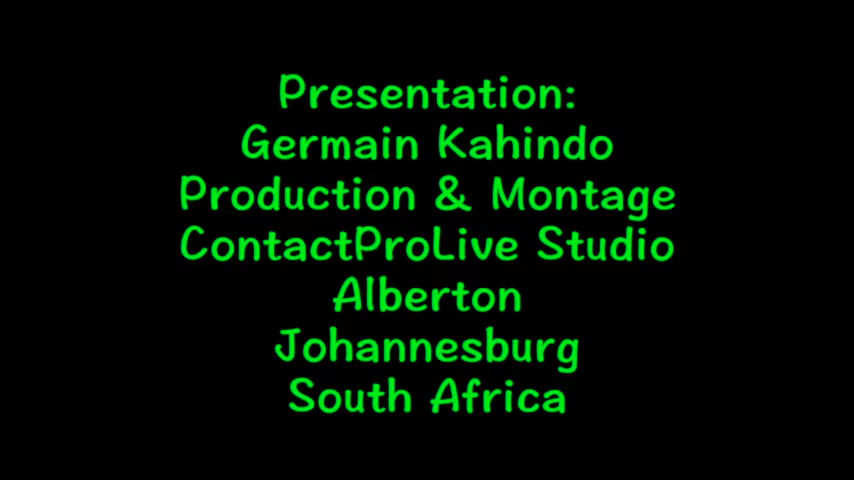 Presentation:
Germain Kahindo
Production & Montage
ContactProLive Studio
Alberton
Johannesburg
South Africa